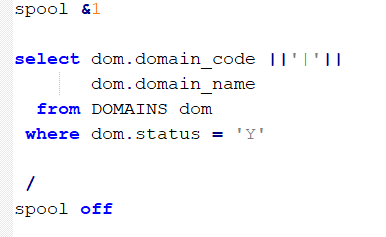 spool &1
select dom.domain_code ||'|'||
dom.domain_name
from DOMAINS dom
where dom.status = 'Y'
/
spool off